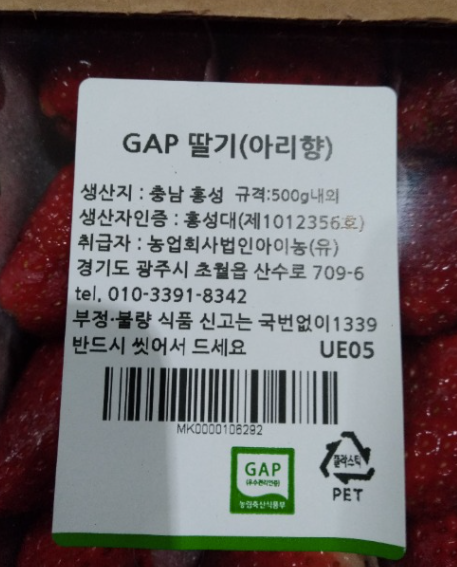 GAP 딸기(아리향)
생산지 : 충남 홍성 규격:500g내외
생산자인증 : 홍성대(제1012356호)
취급자 : 농업회사법인아이농(유)
경기도 광주시 초월읍 산수로 709-6
tel. 010-3391-8342
부정·불량 식품 신고는 국번없이1339
반드시 씻어서 드세요 UE05
MK0000106292
GAP
(우수관리인증)
농림축산식품부
플라스틱
PET